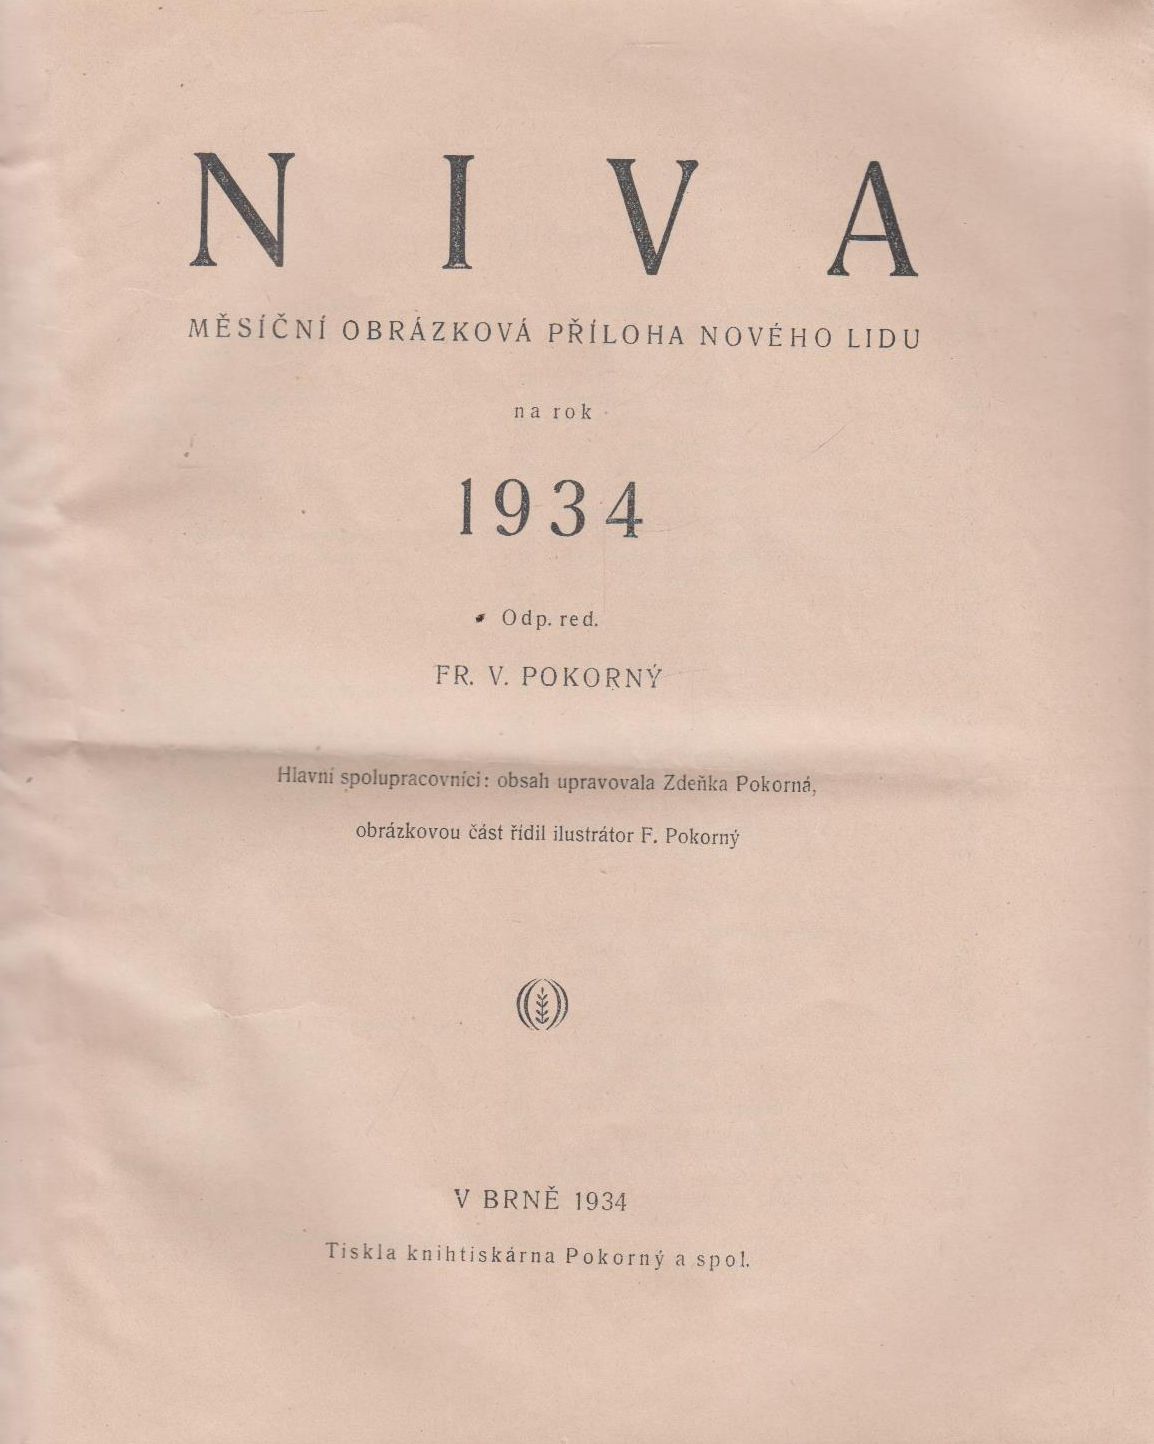 NIVA
MĚSÍČNÍ OBRÁZKOVÁ PŘÍLOHA NOVÉHO LIDU
na rok
1934
Odp. red.
FR. V. POKORNÝ
Hlavní spolupracovníci: obsah upravovala Zdeňka Pokorná,
obrázkovou část řídil ilustrátor F. Pokorný
V BRNĚ 1934
Tiskla knihtiskárna Pokorný a spol.